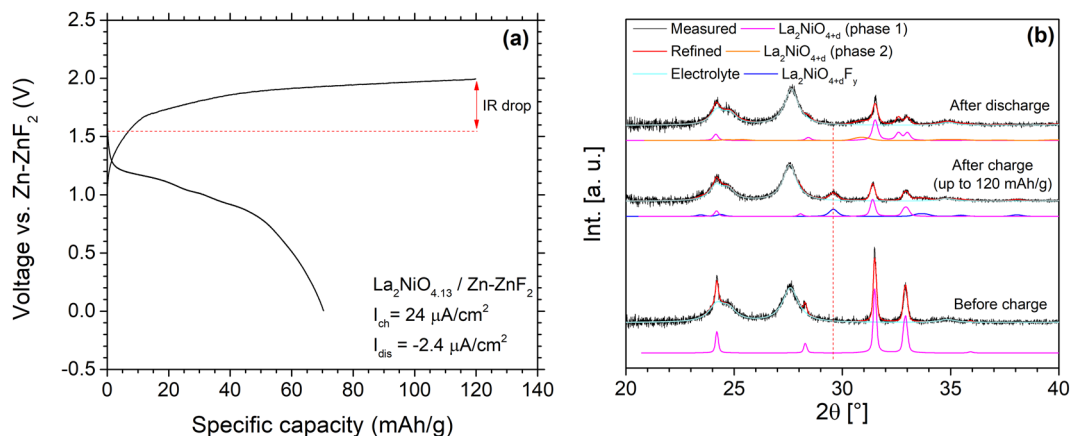 (a)
Voltage vs. Zn-ZnF2 (V)
2.5
2.0
1.5
1.0
0.5
0.0
-0.5
IR drop
La2NiO4.13 / Zn-ZnF2
Ich= 24 μA/cm2
Idis = -2.4 μA/cm2
0 20 40 60 80 100 120 140
Specific capacity (mAh/g)
(b)
Measured La2NiO4+d (phase 1)
Refined La2NiO4+d (phase 2)
Electrolyte La2NiO4+dFy
After discharge
After charge
(up to 120 mAh/g)
Before charge
Int. [a. u.]
20 25 30 35 40
2θ [°]